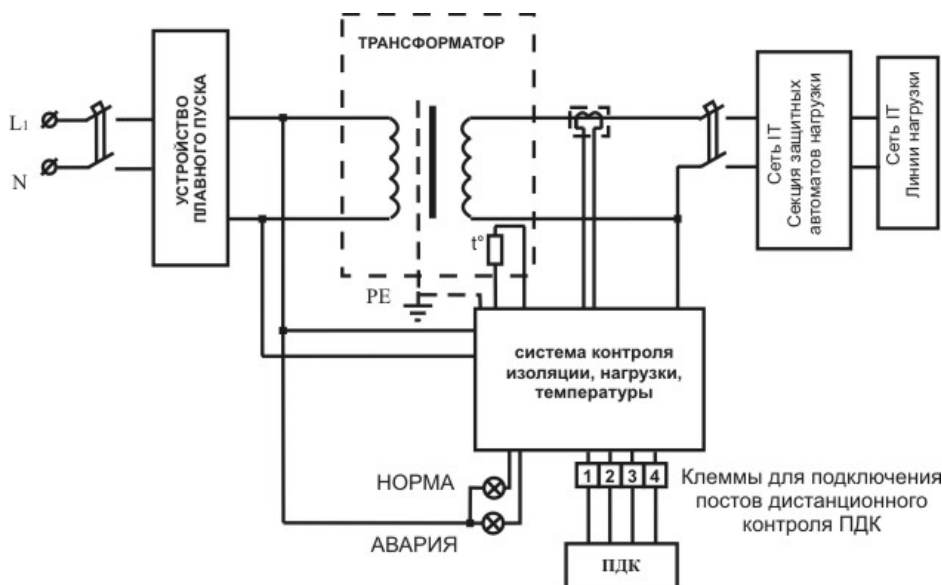 ТРАНСФОРМАТОР
L1
N
УСТРОЙСТВО
ПЛАВНОГО ПУСКА
t°
PE
Сеть IT
Секция защитных
автоматов нагрузки
Сеть IT
Линии нагрузки
система контроля
изоляции, нагрузки,
температуры
НОРМА
АВАРИЯ
1 2 3 4
Клеммы для подключения
постов дистанционного
контроля ПДК
ПДК